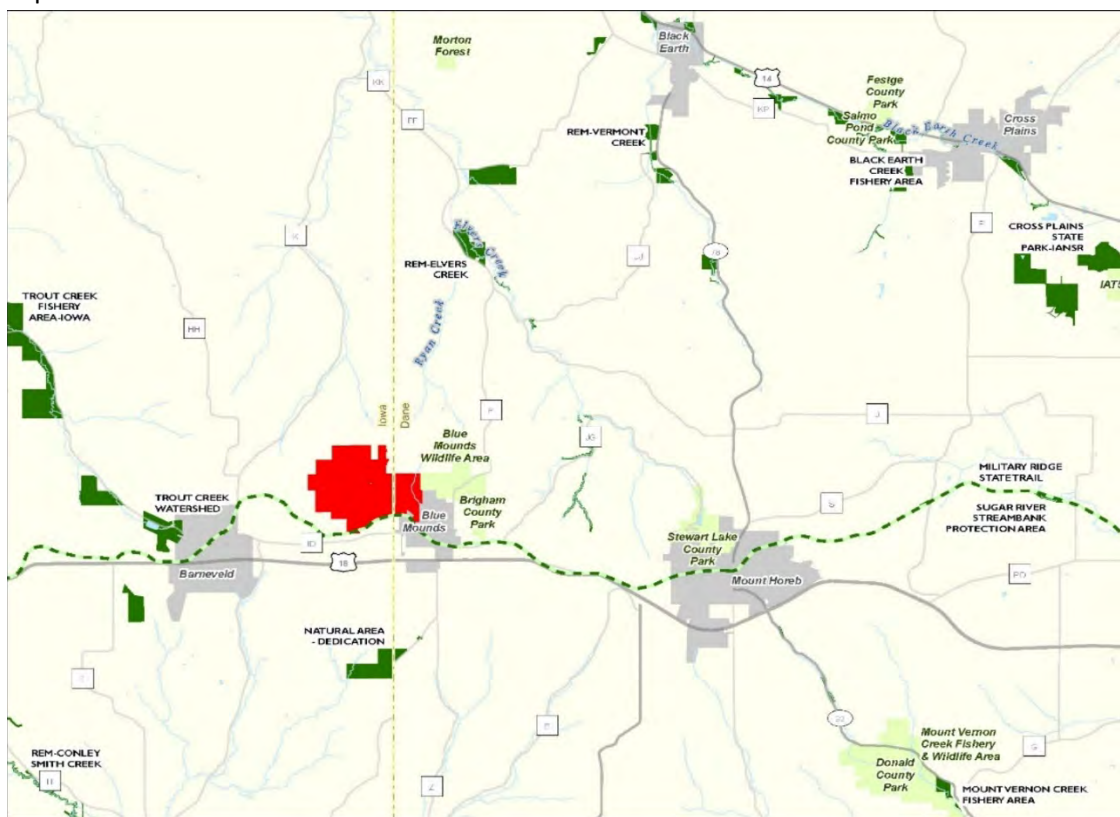 Morton
Forest
Black
Earth
14
KK
FF
KP
Festge
County
Park
Salmo
Pond
County Park
Black Earth Creek
Cross
Plains
REM-VERMONT
CREEK
BLACK EARTH
CREEK
FISHERY AREA
P
CROSS PLAINS
STATE
PARK-IANSR
K
78
Elvers Creek
REM-ELVERS
CREEK
TROUT CREEK
FISHERY
AREA-IOWA
HH
Ryan Creek
Iowa
Dane
F
J
JG
Blue
Mounds
Wildlife Area
Brigham
County
Park
TROUT CREEK
WATERSHED
Blue
Mounds
MILITARY RIDGE
STATE TRAIL
S
SUGAR RIVER
STREAMBANK
PROTECTION AREA
Stewart Lake
County
Park
ID
18
Barneveld
Mount Horeb
PD
NATURAL AREA
- DEDICATION
Mount Vernon
Creek Fishery
& Wildlife Area
G
Donald
County
Park
REM-CONLEY
SMITH CREEK
Z
MOUNT VERNON CREEK
FISHERY AREA